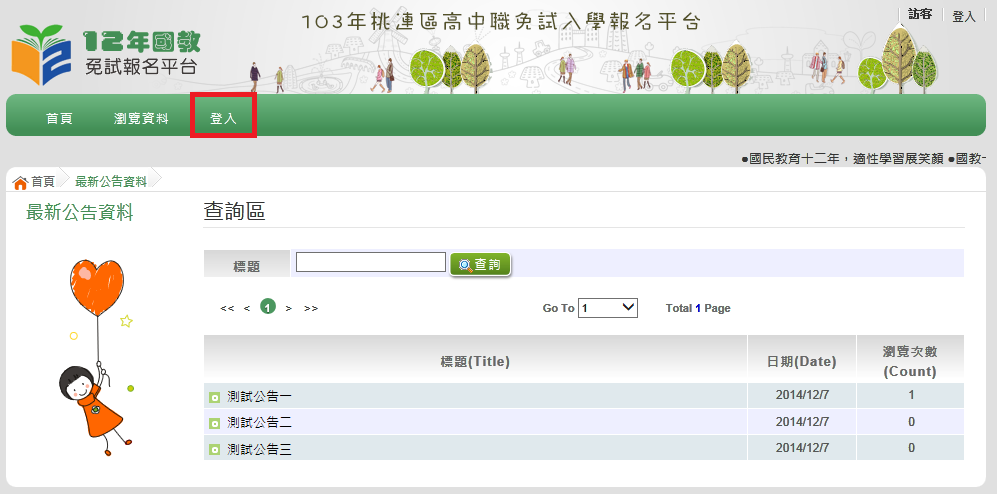 12年國教
免試報名平台
103年桃連區高中職免試入學報名平台
訪客 登入
首頁 瀏覽資料 登入
●國民教育十二年，適性學習展笑顏 ●國教
首頁 最新公告資料
最新公告資料
查詢區
標題 查詢
<< < 1 > >> Go To 1 Total 1 Page
標題(Title) 日期(Date) 瀏覽次數(Count)
測試公告一 2014/12/7 1
測試公告二 2014/12/7 0
測試公告三 2014/12/7 0